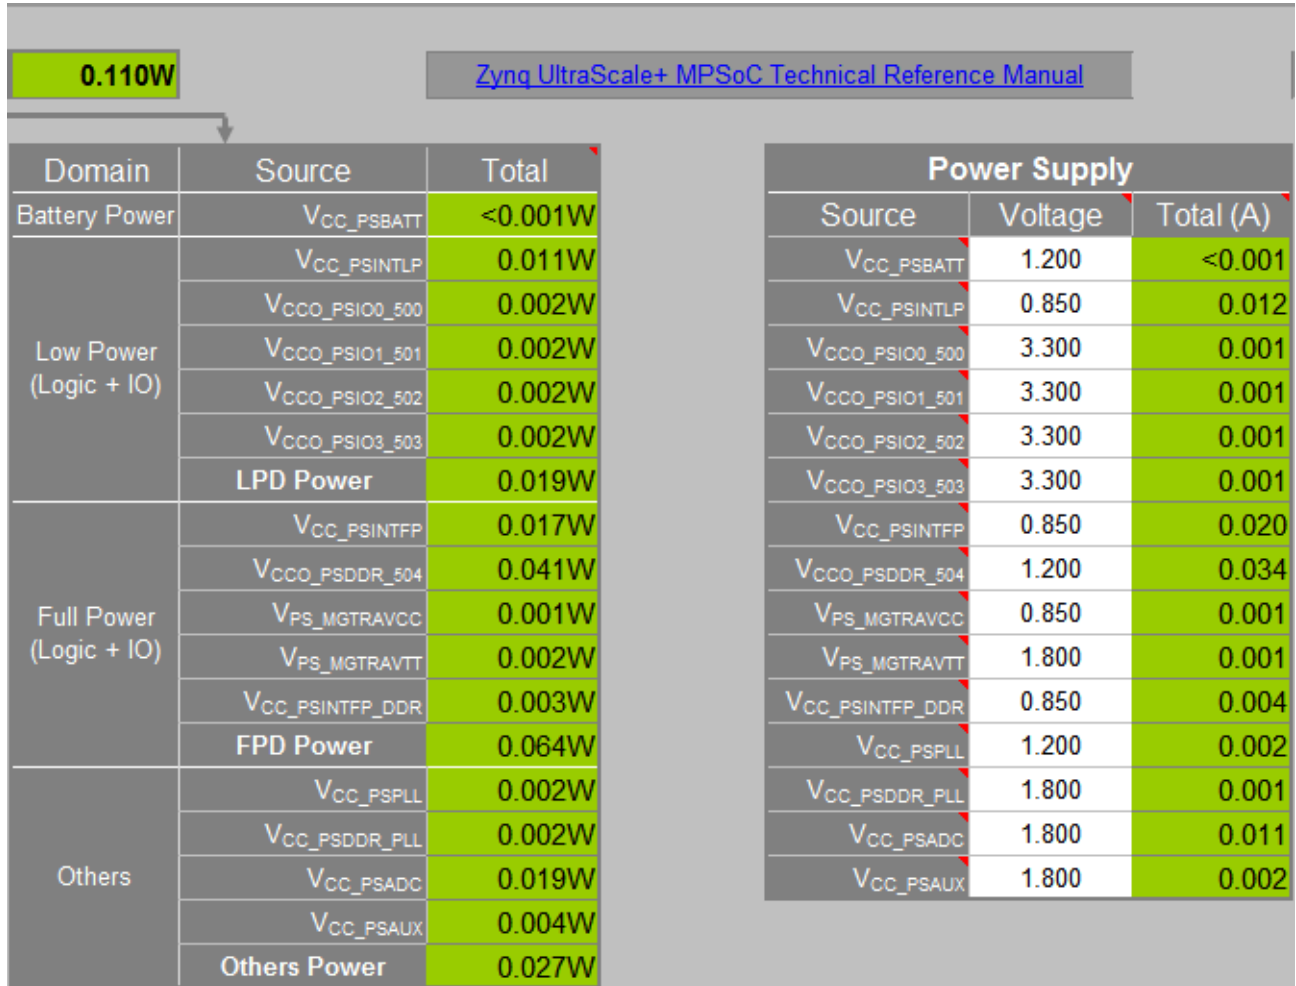 0.110W
Zynq UltraScale+ MPSoC Technical Reference Manual
Domain Source Total
Battery Power VCC_PSBATT <0.001W
Low Power (Logic + IO)
VCC_PSINTLP 0.011W
VCCO_PSIO0_500 0.002W
VCCO_PSIO1_501 0.002W
VCCO_PSIO2_502 0.002W
VCCO_PSIO3_503 0.002W
LPD Power 0.019W
Full Power (Logic + IO)
VCC_PSINTFP 0.017W
VCCO_PSDDR_504 0.041W
VPS_MGTRAVCC 0.001W
VPS_MGTRAVTT 0.002W
VCC_PSINTFP_DDR 0.003W
FPD Power 0.064W
Others
VCC_PSPLL 0.002W
VCC_PSDDR_PLL 0.002W
VCC_PSADC 0.019W
VCC_PSAUX 0.004W
Others Power 0.027W
Power Supply
Source Voltage Total (A)
VCC_PSBATT 1.200 <0.001
VCC_PSINTLP 0.850 0.012
VCCO_PSIO0_500 3.300 0.001
VCCO_PSIO1_501 3.300 0.001
VCCO_PSIO2_502 3.300 0.001
VCCO_PSIO3_503 3.300 0.001
VCC_PSINTFP 0.850 0.020
VCCO_PSDDR_504 1.200 0.034
VPS_MGTRAVCC 0.850 0.001
VPS_MGTRAVTT 1.800 0.001
VCC_PSINTFP_DDR 0.850 0.004
VCC_PSPLL 1.200 0.002
VCC_PSDDR_PLL 1.800 0.001
VCC_PSADC 1.800 0.011
VCC_PSAUX 1.800 0.002